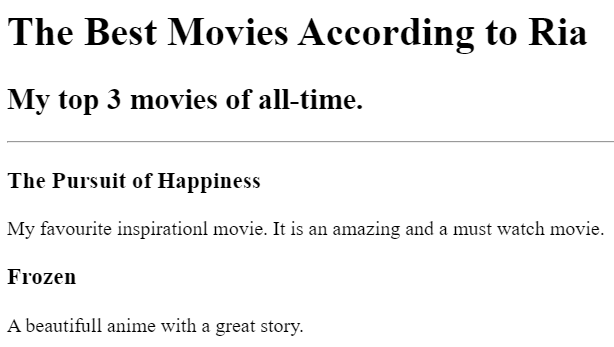 The Best Movies According to Ria
My top 3 movies of all-time.
The Pursuit of Happiness
My favourite inspirationl movie. It is an amazing and a must watch movie.
Frozen
A beautifull anime with a great story.